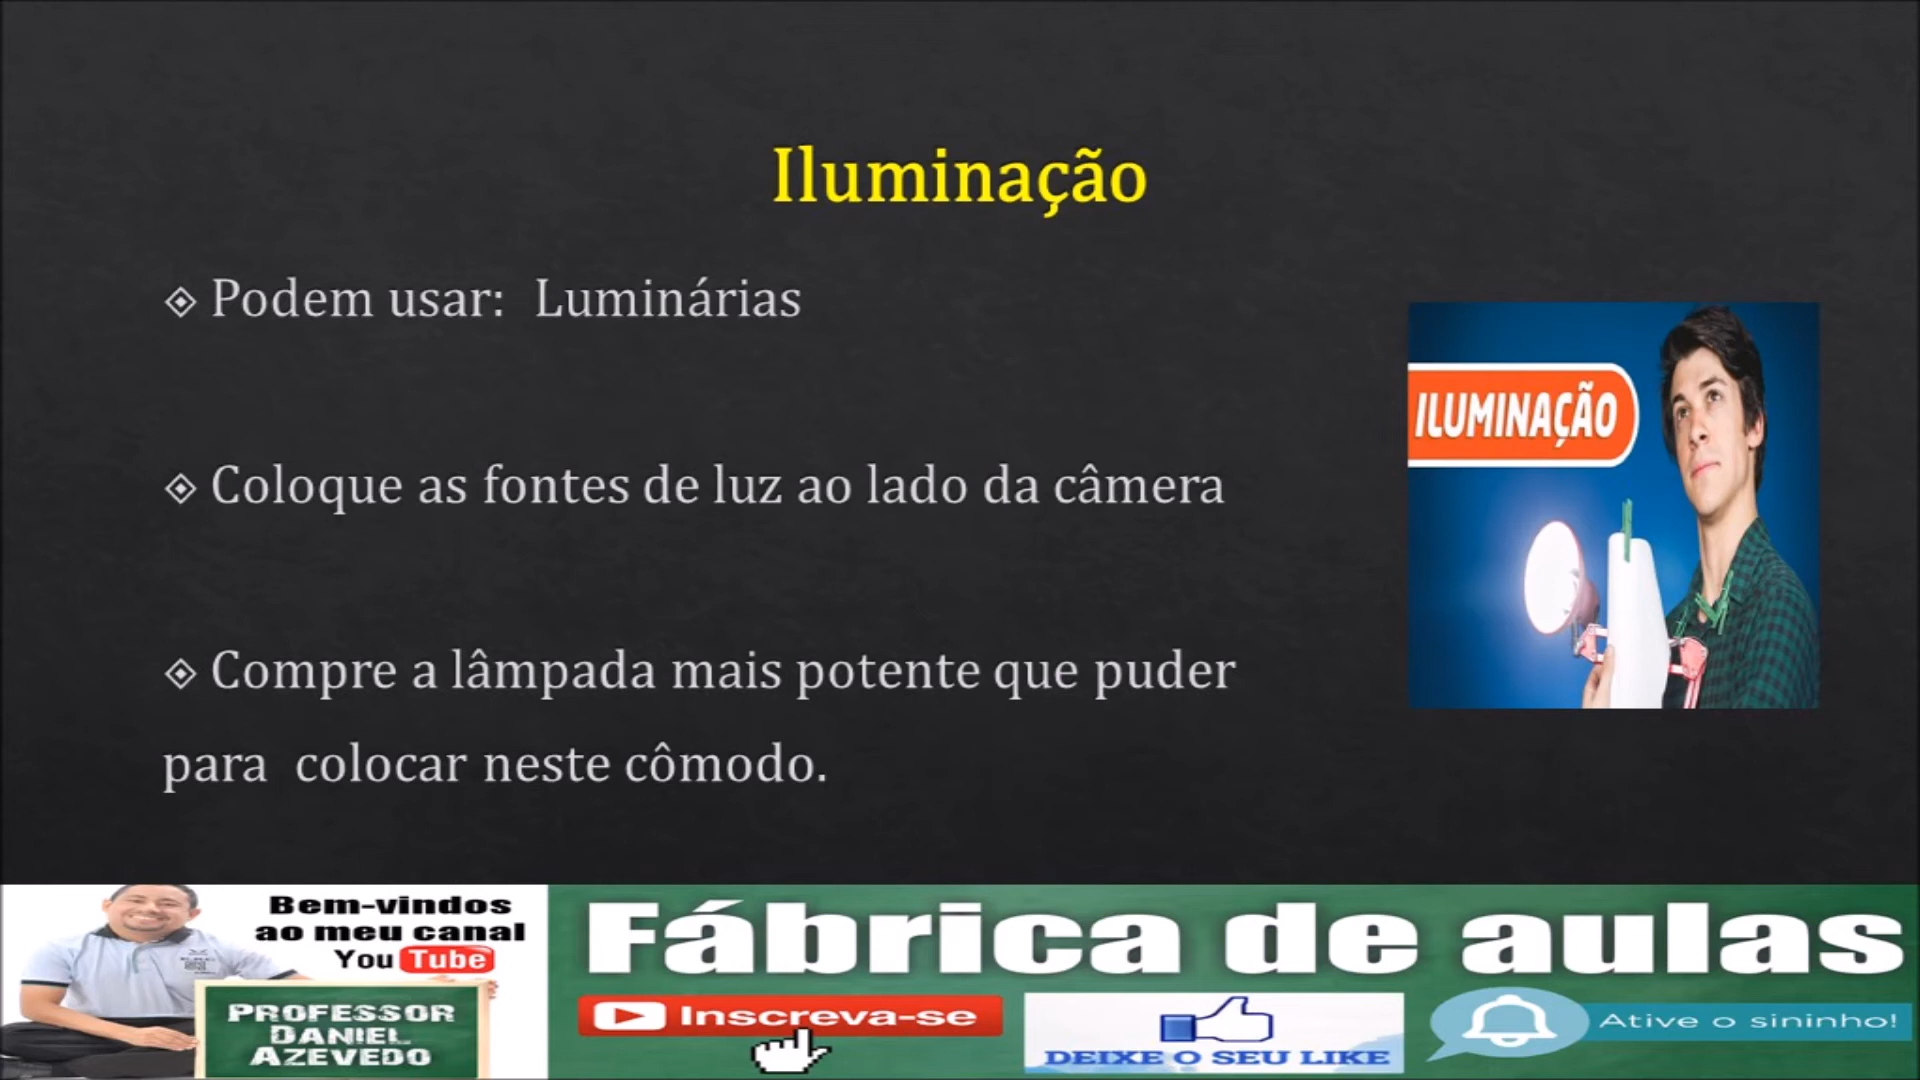 Iluminação
Podem usar: Luminárias
Coloque as fontes de luz ao lado da câmera
Compre a lâmpada mais potente que puder
para colocar neste cômodo.
ILUMINAÇÃO
Bem-vindos
ao meu canal
YouTube
PROFESSOR
DANIEL
AZEVEDO
Fábrica de aulas
Inscreva-se
DEIXE O SEU LIKE
Ative o sininho!